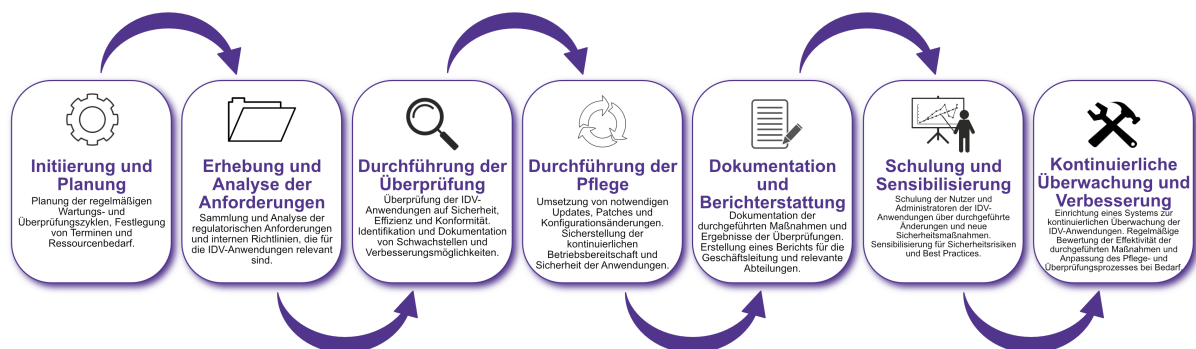 Initiierung und
Planung
Planung der regelmäßigen
Wartungs- und
Überprüfungszyklen, Festlegung
von Terminen und
Ressourcenbedarf.
Erhebung und
Analyse der
Anforderungen
Sammlung und Analyse der
regulatorischen Anforderungen
und internen Richtlinien, die für
die IDV-Anwendungen relevant
sind.
Durchführung der
Überprüfung
Überprüfung der IDV-
Anwendungen auf Sicherheit,
Effizienz und Konformität.
Identifikation und Dokumentation
von Schwachstellen und
Verbesserungsmöglichkeiten.
Durchführung der
Pflege
Umsetzung von notwendigen
Updates, Patches und
Konfigurationsänderungen.
Sicherstellung der
kontinuierlichen
Betriebsbereitschaft und
Sicherheit der Anwendungen.
Dokumentation
und
Berichterstattung
Dokumentation der
durchgeführten Maßnahmen und
Ergebnisse der Überprüfungen.
Erstellung eines Berichts für die
Geschäftsleitung und relevante
Abteilungen.
Schulung und
Sensibilisierung
Schulung der Nutzer und
Administratoren der IDV-
Anwendungen über durchgeführte
Änderungen und neue
Sicherheitsmaßnahmen.
Sensibilisierung für Sicherheitsrisiken
und Best Practices.
Kontinuierliche
Überwachung und
Verbesserung
Einrichtung eines Systems zur
kontinuierlichen Überwachung der
IDV-Anwendungen. Regelmäßige
Bewertung der Effektivität der
durchgeführten Maßnahmen und
Anpassung des Pflege- und
Überprüfungsprozesses bei Bedarf.